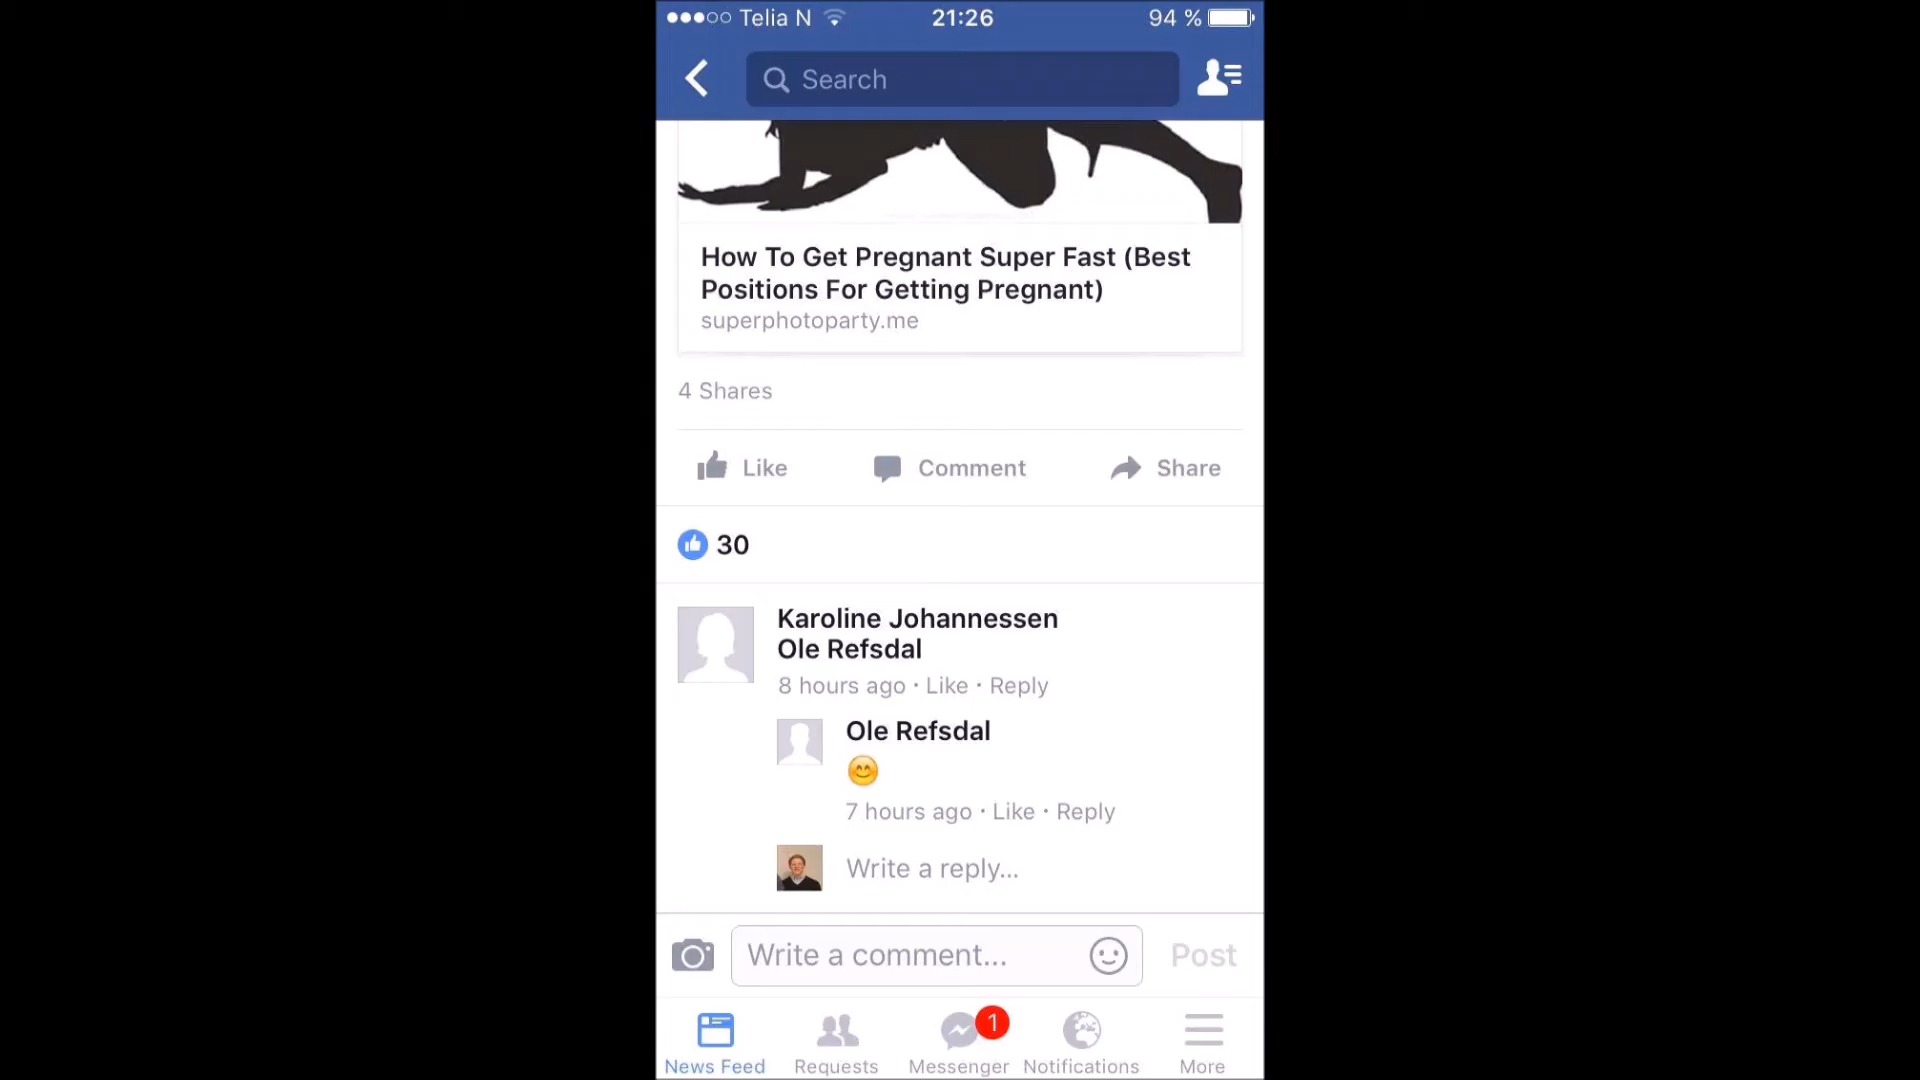 Telia N 21:26 94 %
Search
How To Get Pregnant Super Fast (Best
Positions For Getting Pregnant)
superphotoparty.me
4 Shares
Like Comment Share
30
Karoline Johannessen
Ole Refsdal
8 hours ago · Like · Reply
Ole Refsdal
7 hours ago · Like · Reply
Write a reply...
Write a comment... Post
1
News Feed Requests Messenger Notifications More